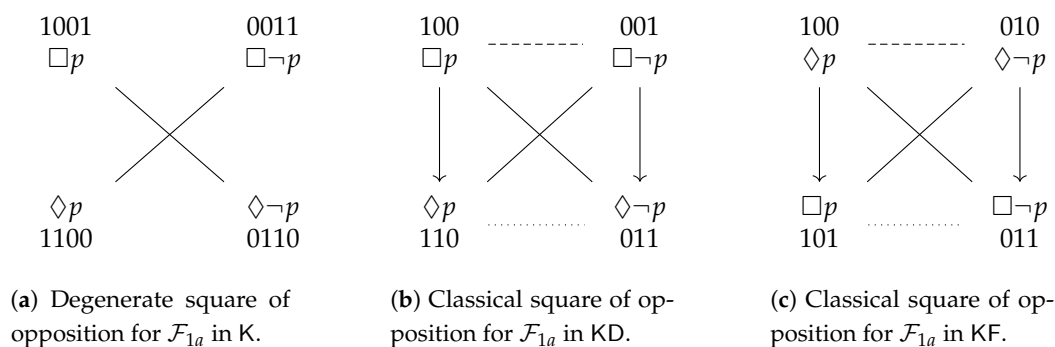 1001 0011 100 001 100 010
□p □¬p □p □¬p ◊p ◊¬p
◊p ◊¬p ◊p ◊¬p □p □¬p
1100 0110 110 011 101 011
(a) Degenerate square of
opposition for ℱ1a in K.
(b) Classical square of op-
position for ℱ1a in KD.
(c) Classical square of op-
position for ℱ1a in KF.